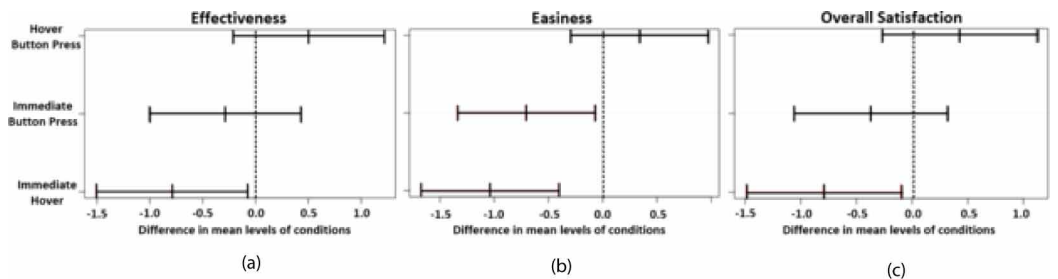 Effectiveness
Easiness
Overall Satisfaction
Hover
Button Press
Immediate
Button Press
Immediate
Hover
-1.5 -1.0 -0.5 0.0 0.5 1.0
-1.5 -1.0 -0.5 0.0 0.5
-1.5 -1.0 -0.5 0.0 0.5 1.0
Difference in mean levels of conditions
Difference in mean levels of conditions
Difference in mean levels of conditions
(a)
(b)
(c)